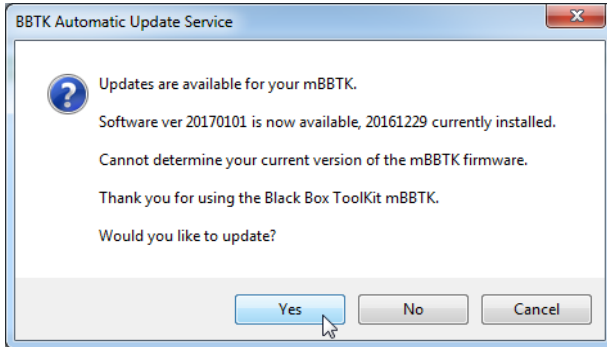 BBTK Automatic Update Service
Updates are available for your mBBTK.
Software ver 20170101 is now available, 20161229 currently installed.
Cannot determine your current version of the mBBTK firmware.
Thank you for using the Black Box ToolKit mBBTK.
Would you like to update?
Yes No Cancel